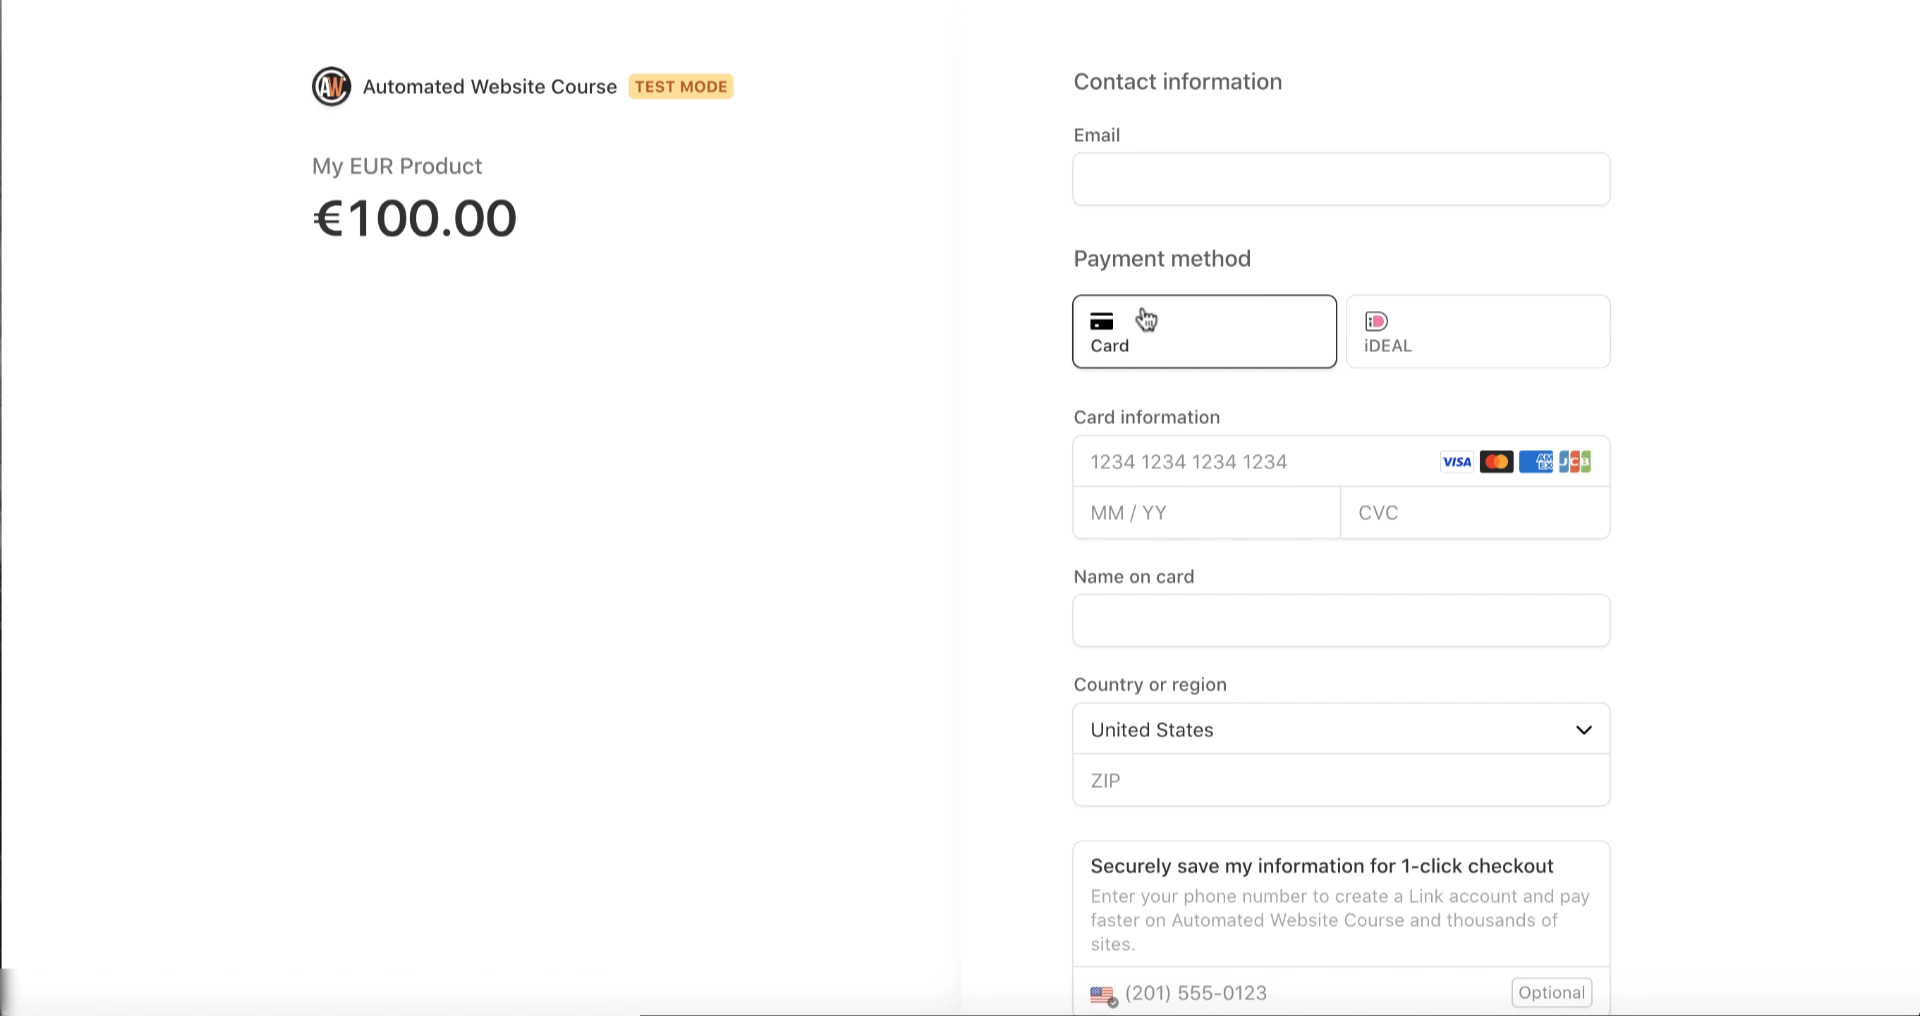 AW Automated Website Course TEST MODE
My EUR Product
€100.00
Contact information
Email
Payment method
Card
iDEAL
Card information
1234 1234 1234 1234 VISA AMEX JCB
MM / YY
CVC
Name on card
Country or region
United States
ZIP
Securely save my information for 1-click checkout
Enter your phone number to create a Link account and pay
faster on Automated Website Course and thousands of
sites.
(201) 555-0123 Optional